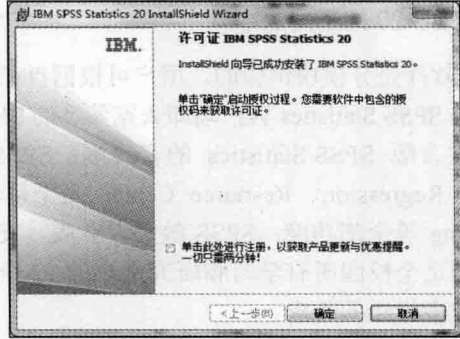 IBM SPSS Statistics 20 InstallShield Wizard
IBM.
许可证 IBM SPSS Statistics 20
InstallShield 向导已成功安装了 IBM SPSS Statistics 20。
单击“确定”启动授权过程。您需要软件中包含的授
权码来获取许可证。
单击此处进行注册，以获取产品更新与优惠提醒。
一切只需两分钟！
<上一步(B)
确定
取消